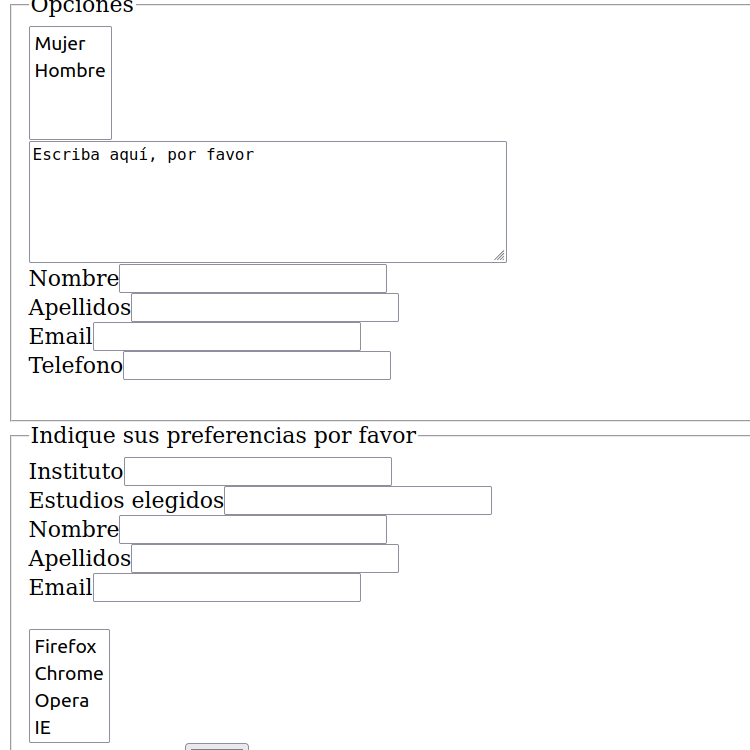 Opciones
Mujer
Hombre
Escriba aquí, por favor
Nombre
Apellidos
Email
Telefono
Indique sus preferencias por favor
Instituto
Estudios elegidos
Nombre
Apellidos
Email
Firefox
Chrome
Opera
IE